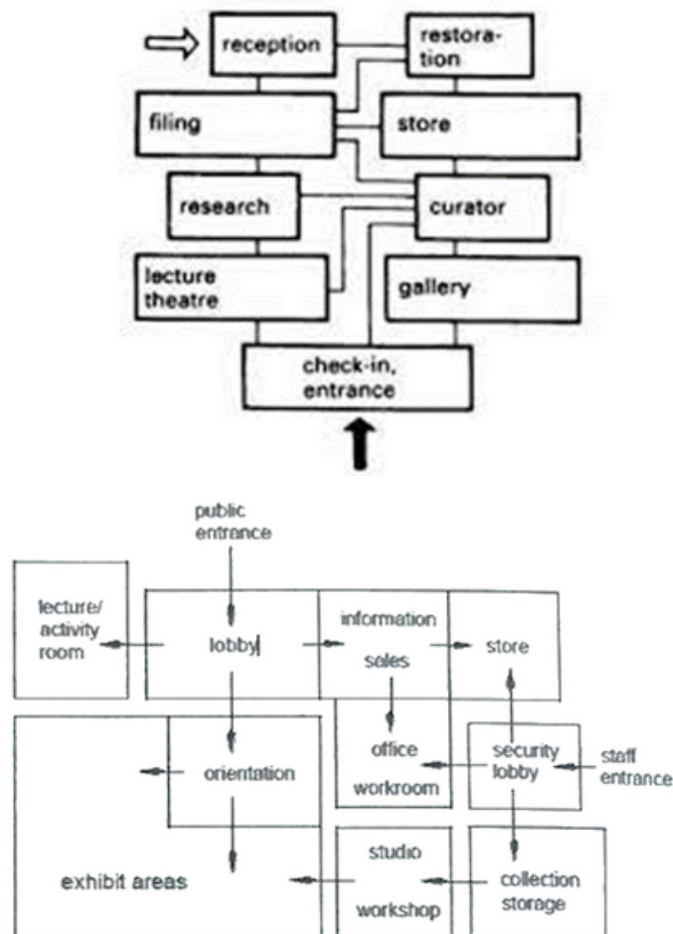 reception
restora-
tion
filing
store
research
curator
lecture
theatre
gallery
check-in,
entrance
public
entrance
lecture/
activity
room
lobby
information
sales
store
orientation
office
workroom
security
lobby
staff
entrance
exhibit areas
studio
workshop
collection
storage